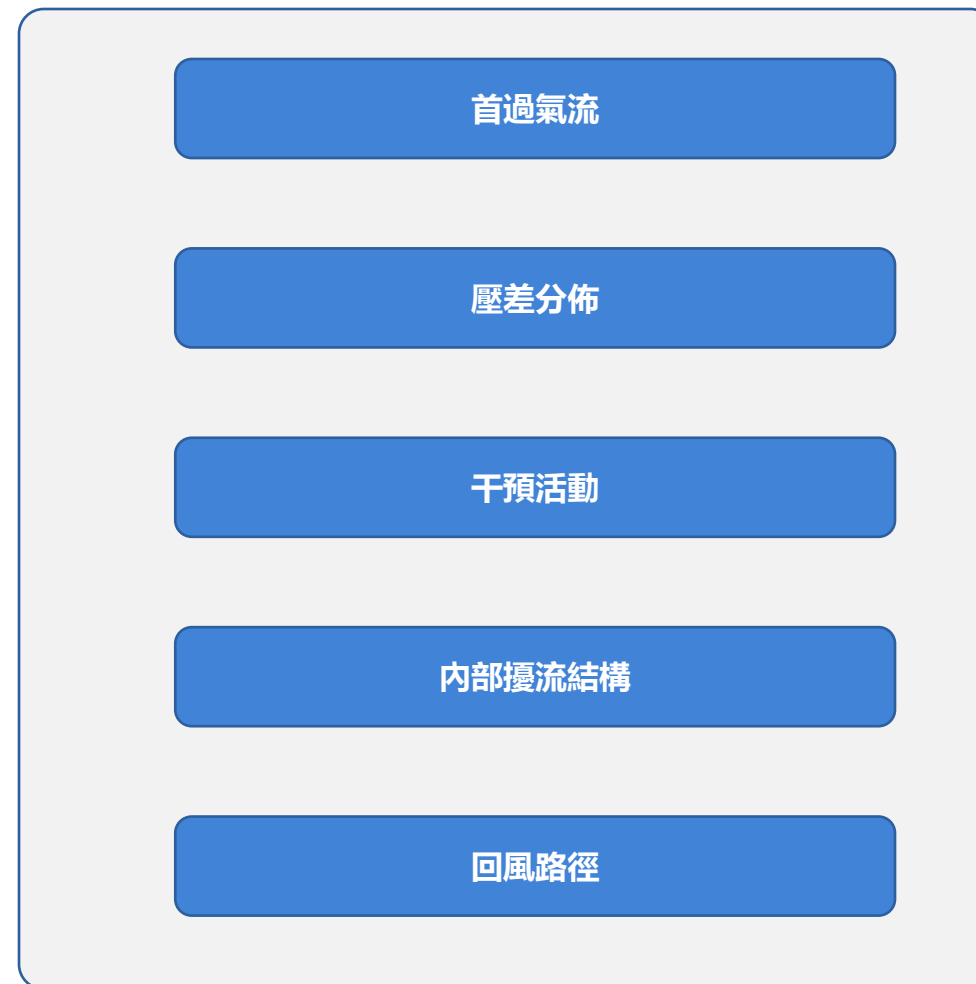 首過氣流
壓差分佈
干預活動
內部擾流結構
回風路徑